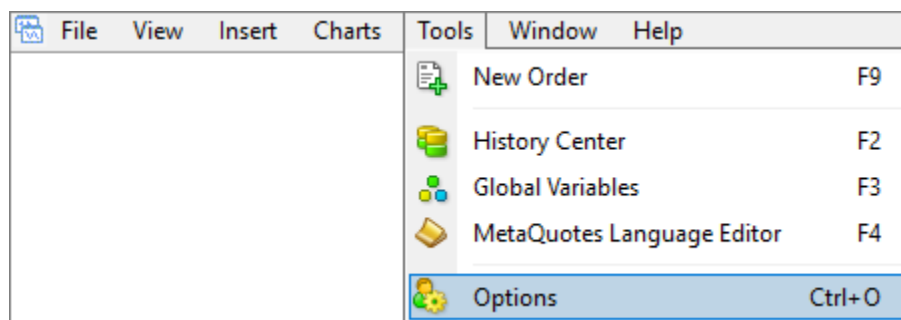 File View Insert Charts Tools Window Help
New Order F9
History Center F2
Global Variables F3
MetaQuotes Language Editor F4
Options Ctrl+O